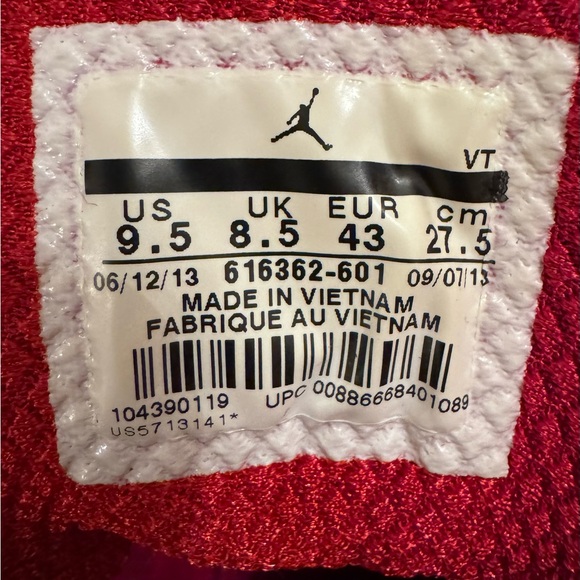 VT
US UK EUR cm
9.5 8.5 43 27.5
06/12/13 616362-601 09/07/13
MADE IN VIETNAM
FABRIQUE AU VIETNAM
104390119 UPC 00886668401089
US5713141*